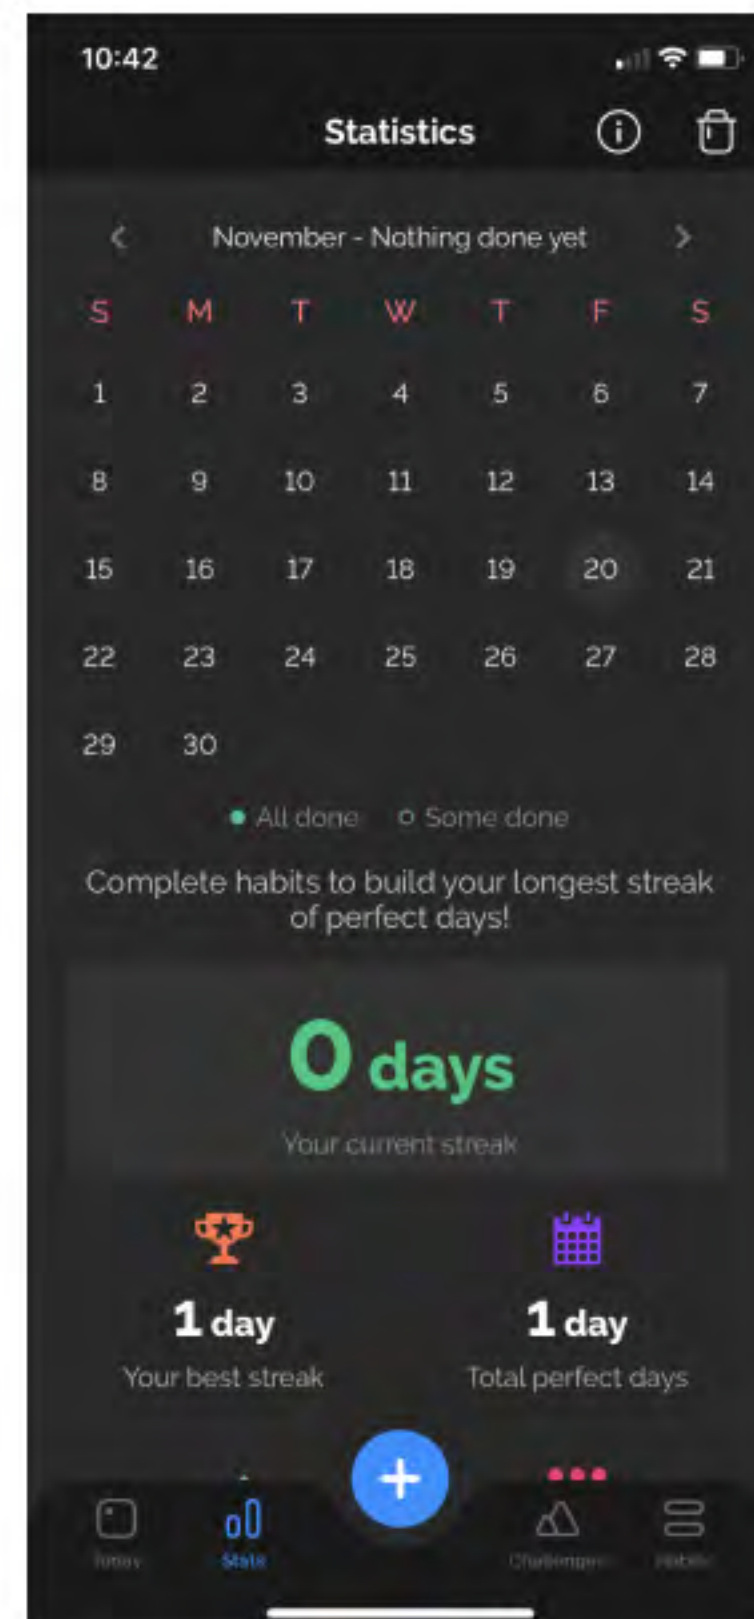 10:42
Statistics
November - Nothing done yet
S M T W T F S
1 2 3 4 5 6 7
8 9 10 11 12 13 14
15 16 17 18 19 20 21
22 23 24 25 26 27 28
29 30
All done Some done
Complete habits to build your longest streak
of perfect days!
0 days
Your current streak
1 day 1 day
Your best streak Total perfect days
Today Stats Challenges Habits